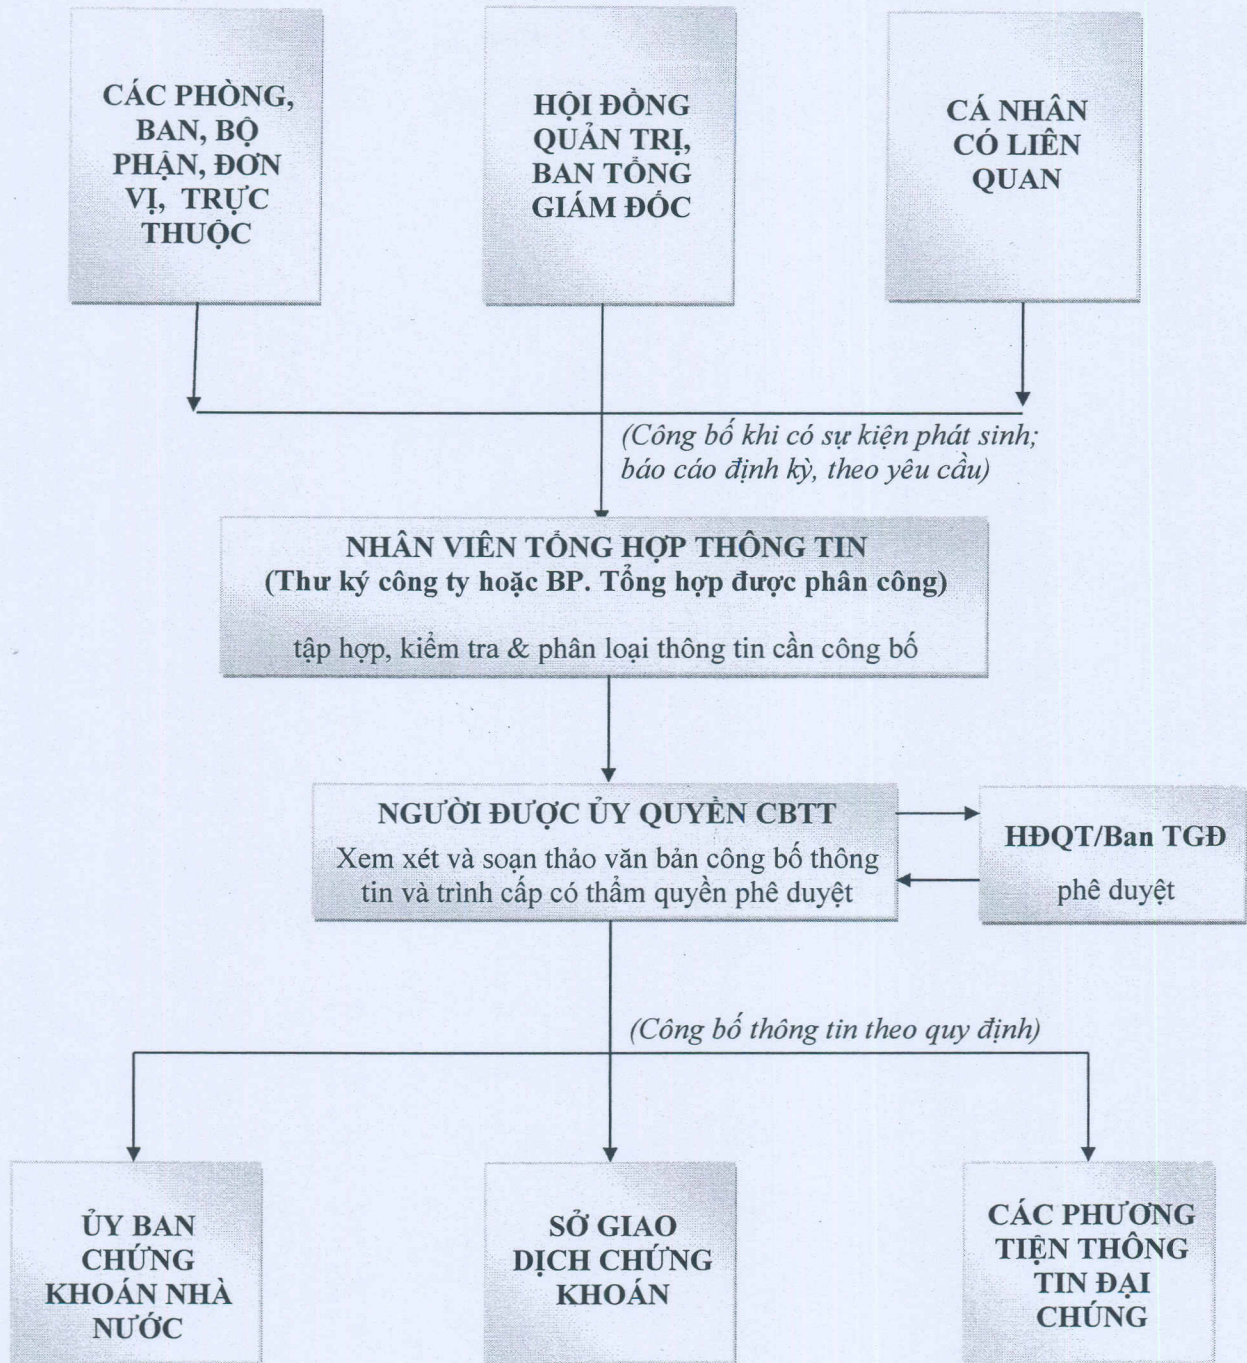 CÁC PHÒNG,
BAN, BỘ
PHẬN, ĐƠN
VỊ, TRỰC
THUỘC
HỘI ĐỒNG
QUẢN TRỊ,
BAN TỔNG
GIÁM ĐỐC
CÁ NHÂN
CÓ LIÊN
QUAN
(Công bố khi có sự kiện phát sinh;
báo cáo định kỳ, theo yêu cầu)
NHÂN VIÊN TỔNG HỢP THÔNG TIN
(Thư ký công ty hoặc BP. Tổng hợp được phân công)
tập hợp, kiểm tra & phân loại thông tin cần công bố
NGƯỜI ĐƯỢC ỦY QUYỀN CBTT
Xem xét và soạn thảo văn bản công bố thông
tin và trình cấp có thẩm quyền phê duyệt
HĐQT/Ban TGĐ
phê duyệt
(Công bố thông tin theo quy định)
ỦY BAN
CHỨNG
KHOÁN NHÀ
NƯỚC
SỞ GIAO
DỊCH CHỨNG
KHOÁN
CÁC PHƯƠNG
TIỆN THÔNG
TIN ĐẠI
CHÚNG